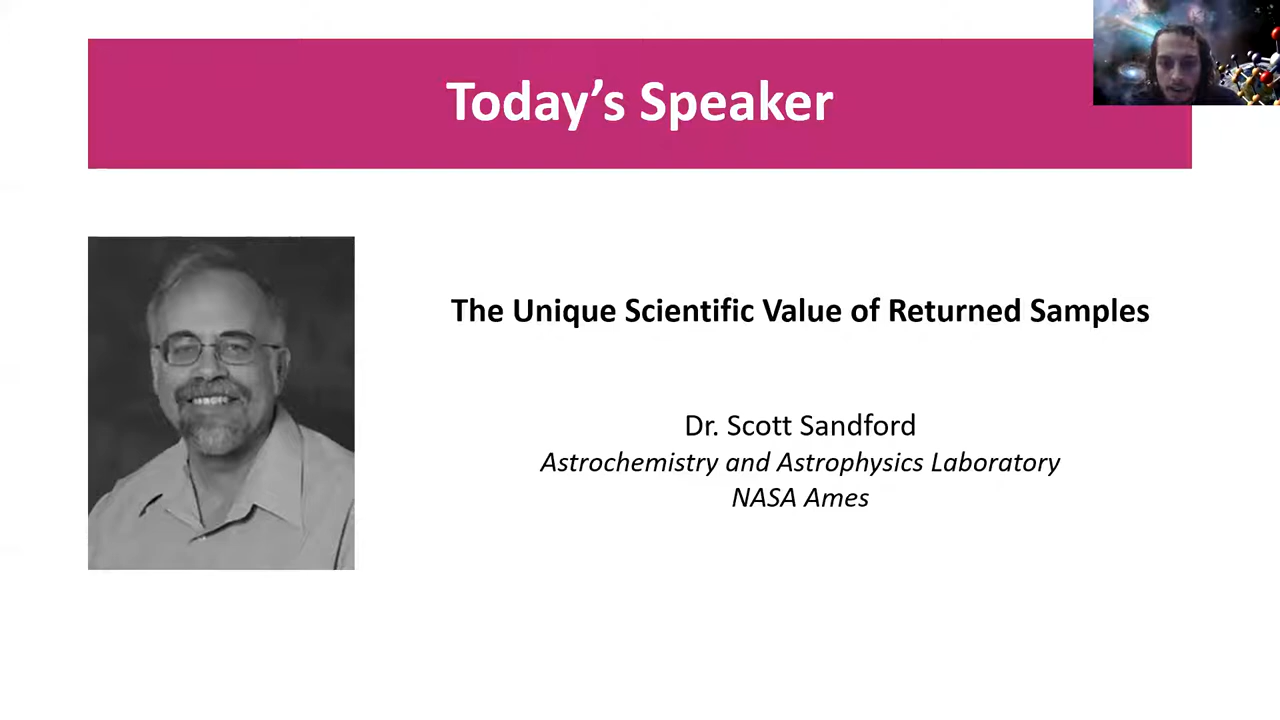 Today’s Speaker
The Unique Scientific Value of Returned Samples
Dr. Scott Sandford
Astrochemistry and Astrophysics Laboratory
NASA Ames